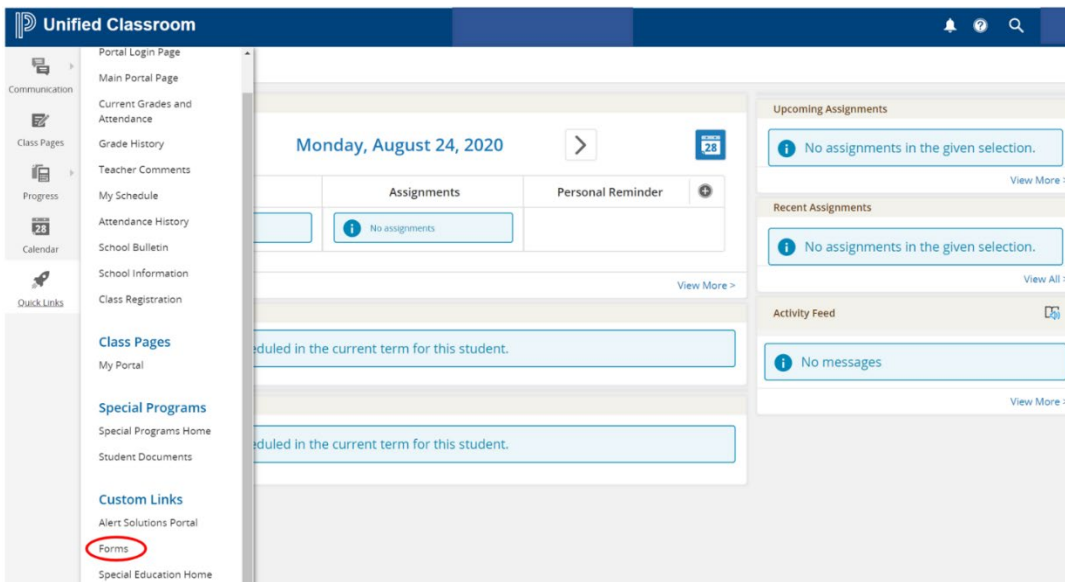 Unified Classroom
Communication
Class Pages
Progress
28
Calendar
Quick Links
Portal Login Page
Main Portal Page
Current Grades and
Attendance
Grade History
Teacher Comments
My Schedule
Attendance History
School Bulletin
School Information
Class Registration
Class Pages
My Portal
Special Programs
Special Programs Home
Student Documents
Custom Links
Alert Solutions Portal
Forms
Special Education Home
Monday, August 24, 2020
28
Assignments
Personal Reminder
No assignments
View More >
eduled in the current term for this student.
eduled in the current term for this student.
Upcoming Assignments
No assignments in the given selection.
View More >
Recent Assignments
No assignments in the given selection.
View All >
Activity Feed
No messages
View More >